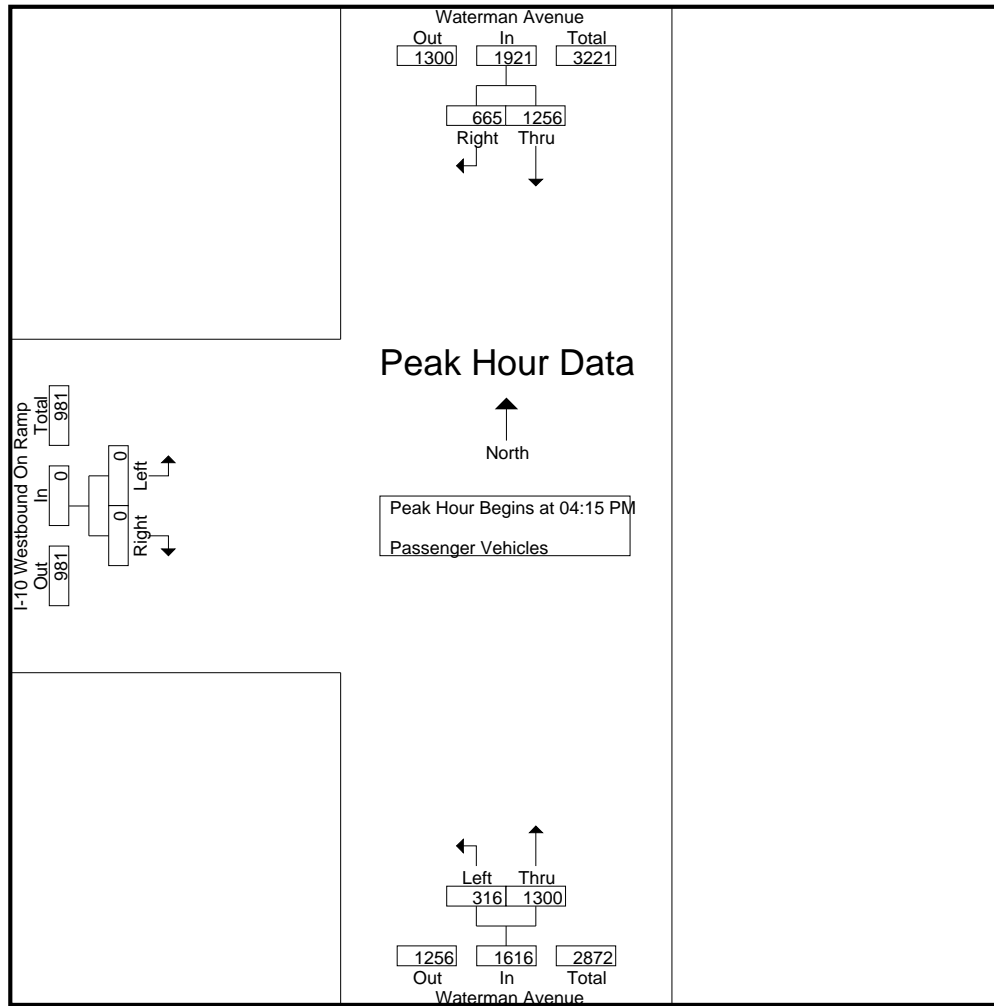 Waterman Avenue
Out In Total
1300 1921 3221
665 1256
Right Thru
Peak Hour Data
North
Peak Hour Begins at 04:15 PM
Passenger Vehicles
I-10 Westbound On Ramp
Out In Total
981 0 981
0 0
Right Left
Left Thru
316 1300
1256 1616 2872
Out In Total
Waterman Avenue